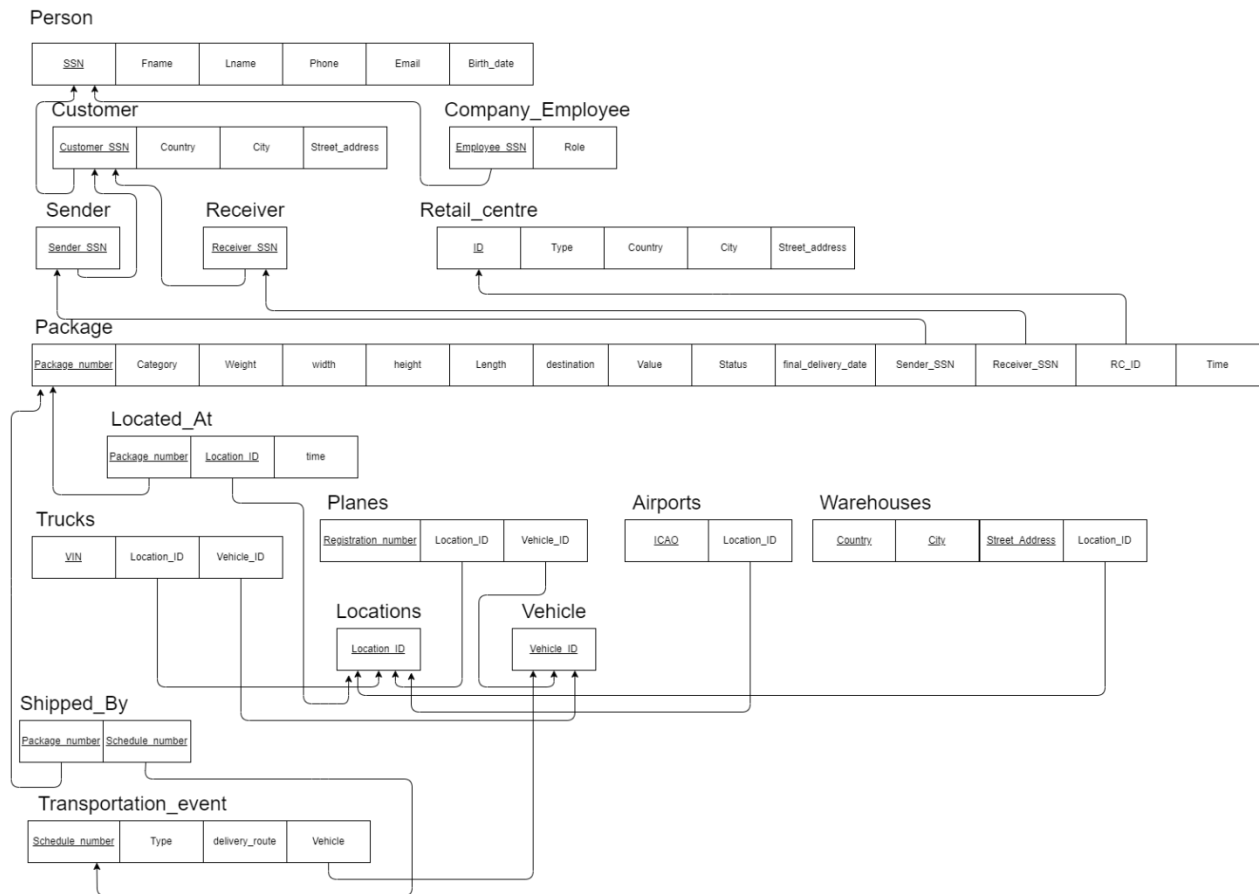 Person
SSN Fname Lname Phone Email Birth_date
Customer Company_Employee
Customer_SSN Country City Street_address Employee_SSN Role
Sender Receiver Retail_centre
Sender_SSN Receiver_SSN ID Type Country City Street_address
Package
Package_number Category Weight width height Length destination Value Status final_delivery_date Sender_SSN Receiver_SSN RC_ID Time
Located_At
Package_number Location_ID time
Planes Airports Warehouses
Trucks
Registration_number Location_ID Vehicle_ID ICAO Location_ID Country City Street_Address Location_ID
VIN Location_ID Vehicle_ID
Locations Vehicle
Location_ID Vehicle_ID
Shipped_By
Package_number Schedule_number
Transportation_event
Schedule_number Type delivery_route Vehicle